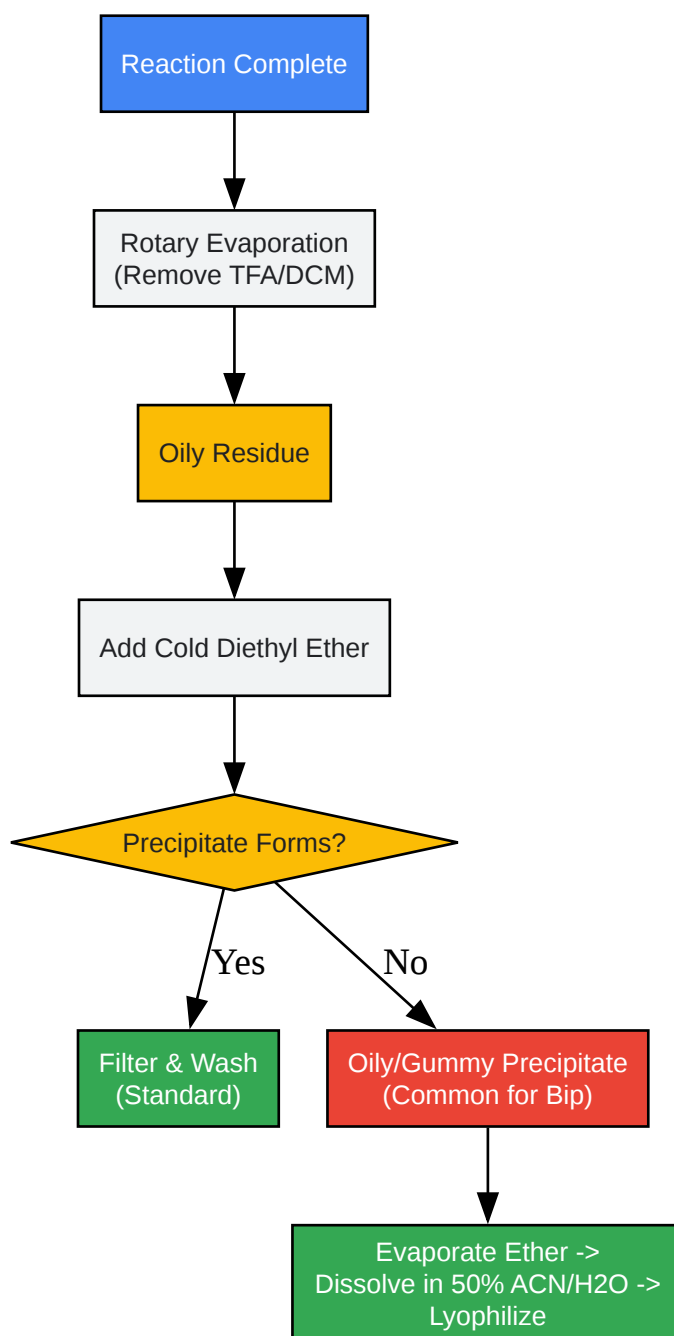 Reaction Complete
Rotary Evaporation
(Remove TFA/DCM)
Oily Residue
Add Cold Diethyl Ether
Precipitate Forms?
Yes
No
Filter & Wash
(Standard)
Oily/Gummy Precipitate
(Common for Bip)
Evaporate Ether ->
Dissolve in 50% ACN/H2O ->
Lyophilize